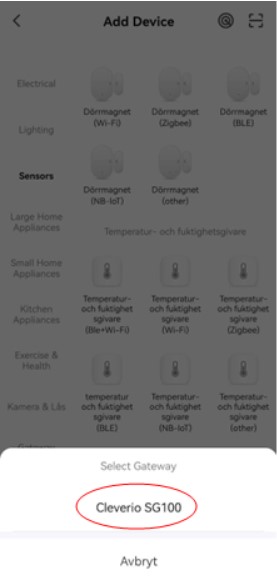 Add Device
Electrical
Dörrmagnet
(Wi-Fi)
Dörrmagnet
(Zigbee)
Dörrmagnet
(BLE)
Lighting
Sensors
Dörrmagnet
(NB-IoT)
Dörrmagnet
(other)
Large Home
Appliances
Temperatur- och fuktighetsgivare
Small Home
Appliances
Temperatur-
och fuktighet
sgivare
(Ble+Wi-Fi)
Temperatur-
och fuktighet
sgivare
(Wi-Fi)
Temperatur-
och fuktighet
sgivare
(Zigbee)
Kitchen
Appliances
Exercise &
Health
Kamera & Lås
temperatur
och fuktighet
sgivare
(BLE)
Temperatur-
och fuktighet
sgivare
(NB-IoT)
Temperatur-
och fuktighet
sgivare
(other)
Gateway
Select Gateway
Cleverio SG100
Avbryt